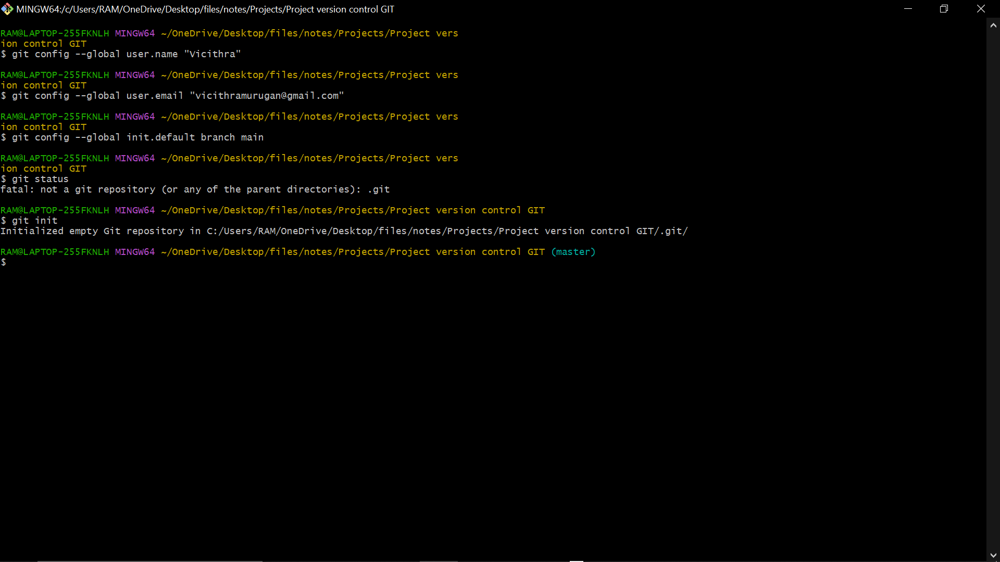 MINGW64:/c/Users/RAM/OneDrive/Desktop/files/notes/Projects/Project version control GIT
RAM@LAPTOP-255FKNLH MINGW64 ~/OneDrive/Desktop/files/notes/Projects/Project vers
ion control GIT
$ git config --global user.name "Vicithra"
RAM@LAPTOP-255FKNLH MINGW64 ~/OneDrive/Desktop/files/notes/Projects/Project vers
ion control GIT
$ git config --global user.email "vicithramurugan@gmail.com"
RAM@LAPTOP-255FKNLH MINGW64 ~/OneDrive/Desktop/files/notes/Projects/Project vers
ion control GIT
$ git config --global init.default branch main
RAM@LAPTOP-255FKNLH MINGW64 ~/OneDrive/Desktop/files/notes/Projects/Project vers
ion control GIT
$ git status
fatal: not a git repository (or any of the parent directories): .git
RAM@LAPTOP-255FKNLH MINGW64 ~/OneDrive/Desktop/files/notes/Projects/Project version control GIT
$ git init
Initialized empty Git repository in C:/Users/RAM/OneDrive/Desktop/files/notes/Projects/Project version control GIT/.git/
RAM@LAPTOP-255FKNLH MINGW64 ~/OneDrive/Desktop/files/notes/Projects/Project version control GIT (master)
$